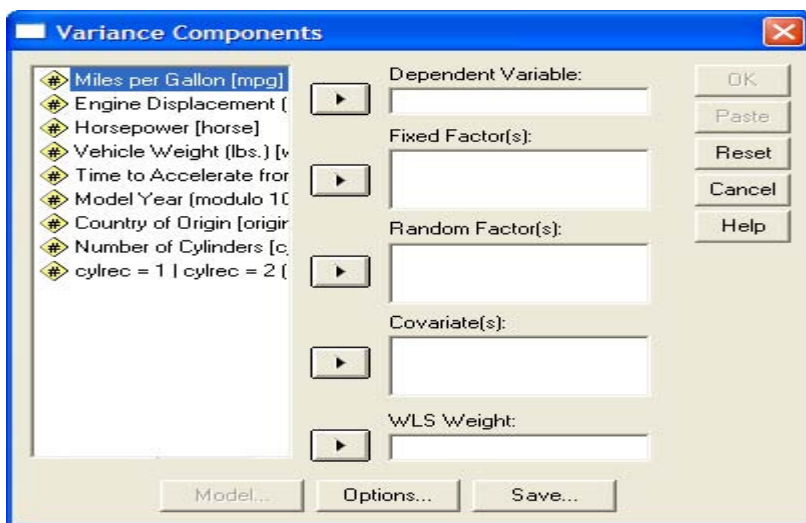 Variance Components
Miles per Gallon [mpg]
Engine Displacement (
Horsepower [horse]
Vehicle Weight (lbs.) [w
Time to Accelerate from
Model Year (modulo 10
Country of Origin [origin
Number of Cylinders [c
cylrec = 1 | cylrec = 2 (
Dependent Variable:
Fixed Factor(s):
Random Factor(s):
Covariate(s):
WLS Weight:
OK
Paste
Reset
Cancel
Help
Model...
Options...
Save...